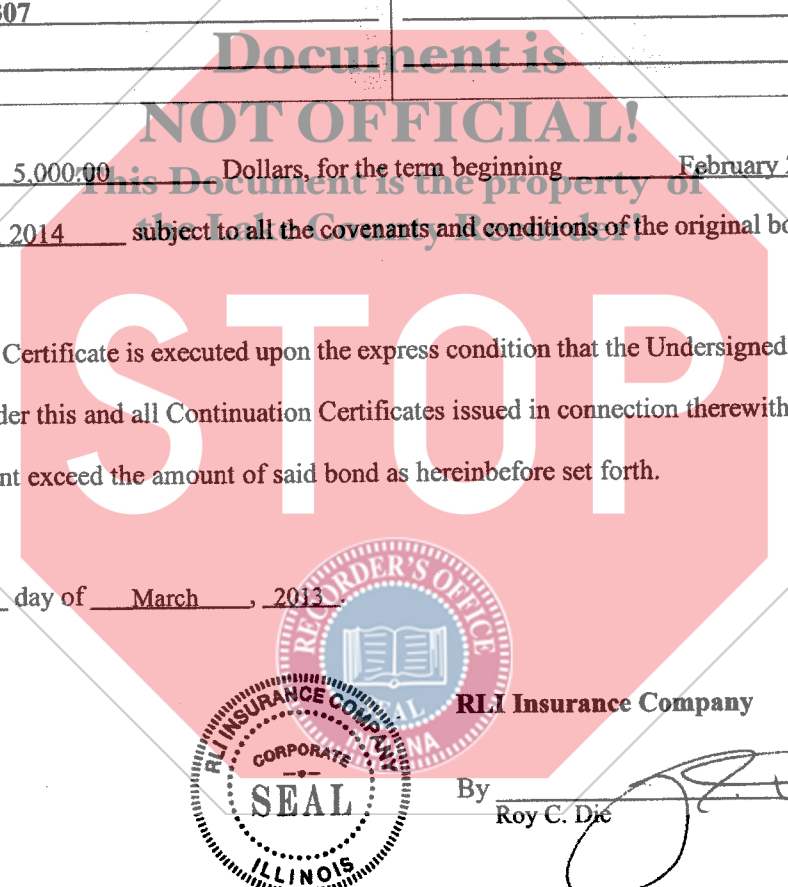 307
Document is
NOT OFFICIAL!
5,000.00 Dollars, for the term beginning February
This Document is the property of
the Lake County Recorder!
2014 subject to all the covenants and conditions of the original
STOP
Certificate is executed upon the express condition that the Undersigned
this and all Continuation Certificates issued in connection therewith
exceed the amount of said bond as hereinbefore set forth.
day of March , 2013 .
RECORDER'S OFFICE
SEAL
INDIANA
RLI INSURANCE COMPANY
CORPORATE
SEAL
ILLINOIS
RLI Insurance Company
By
Roy C. Die